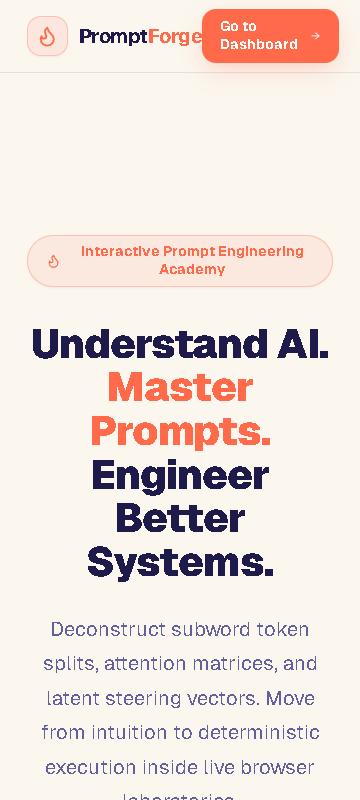 PromptForge
Go to
Dashboard →
Interactive Prompt Engineering
Academy
Understand AI.
Master
Prompts.
Engineer
Better
Systems.
Deconstruct subword token
splits, attention matrices, and
latent steering vectors. Move
from intuition to deterministic
execution inside live browser